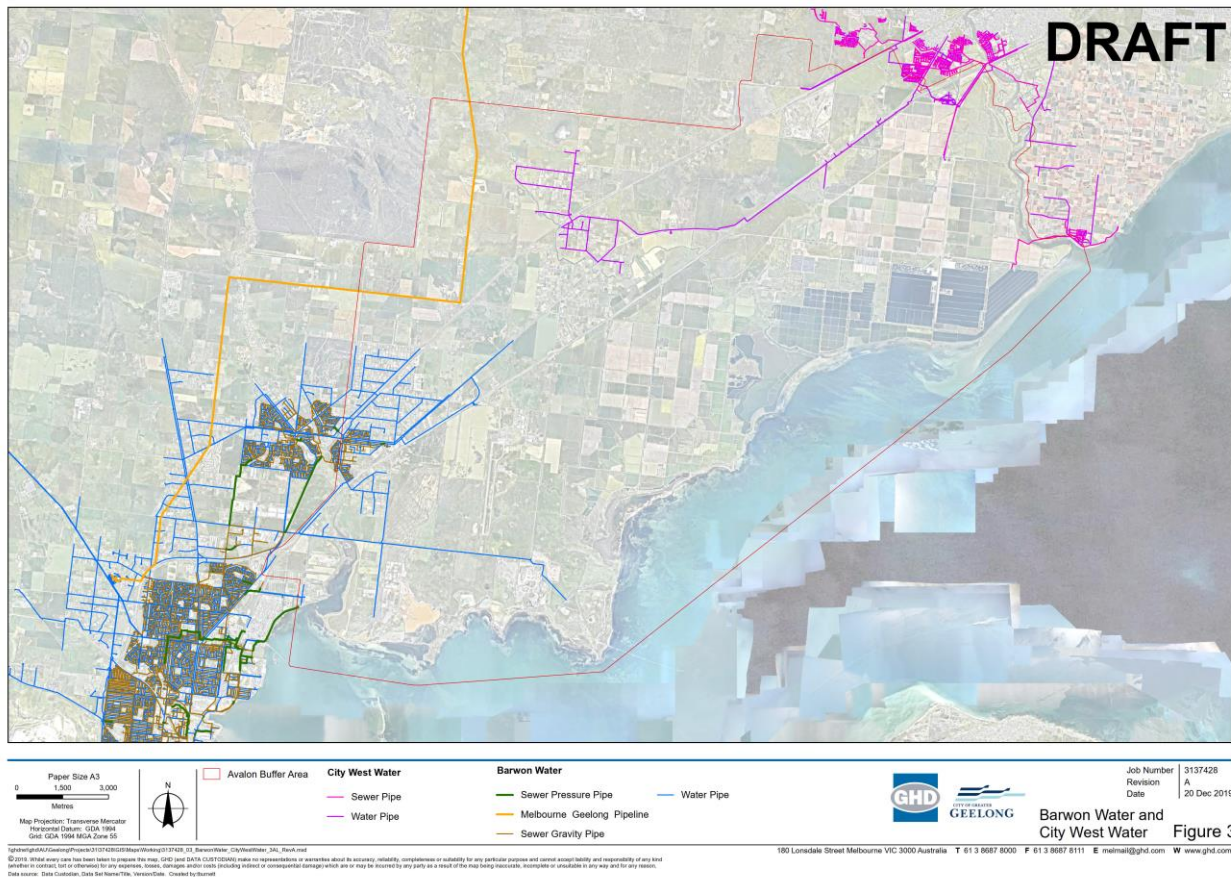 DRAFT
Paper Size A3
0 1,500 3,000
Metres
Map Projection: Transverse Mercator
Horizontal Datum: GDA 1994
Grid: GDA 1994 MGA Zone 55
N
Avalon Buffer Area
City West Water
Sewer Pipe
Water Pipe
Barwon Water
Sewer Pressure Pipe
Melbourne Geelong Pipeline
Sewer Gravity Pipe
Water Pipe
GHD
CITY OF GREATER
GEELONG
Job Number 3137428
Revision A
Date 20 Dec 2019
Barwon Water and
City West Water
Figure 3
180 Lonsdale Street Melbourne VIC 3000 Australia T 61 3 8687 8000 F 61 3 8687 8111 E melmail@ghd.com W www.ghd.com
© 2019. Whilst every care has been taken to prepare this map, GHD (and DATA CUSTODIAN) make no representations or warranties about its accuracy, reliability, completeness or suitability for any particular purpose and cannot accept liability and responsibility of any kind
(whether in contract, tort or otherwise) for any expenses, losses, damages and/or costs (including indirect or consequential damage) which are or may be incurred by any party as a result of the map being inaccurate, incomplete or unsuitable in any way and for any reason.
Data source: Data Custodian, Data Set Name/Title, Version/Date. Created by: